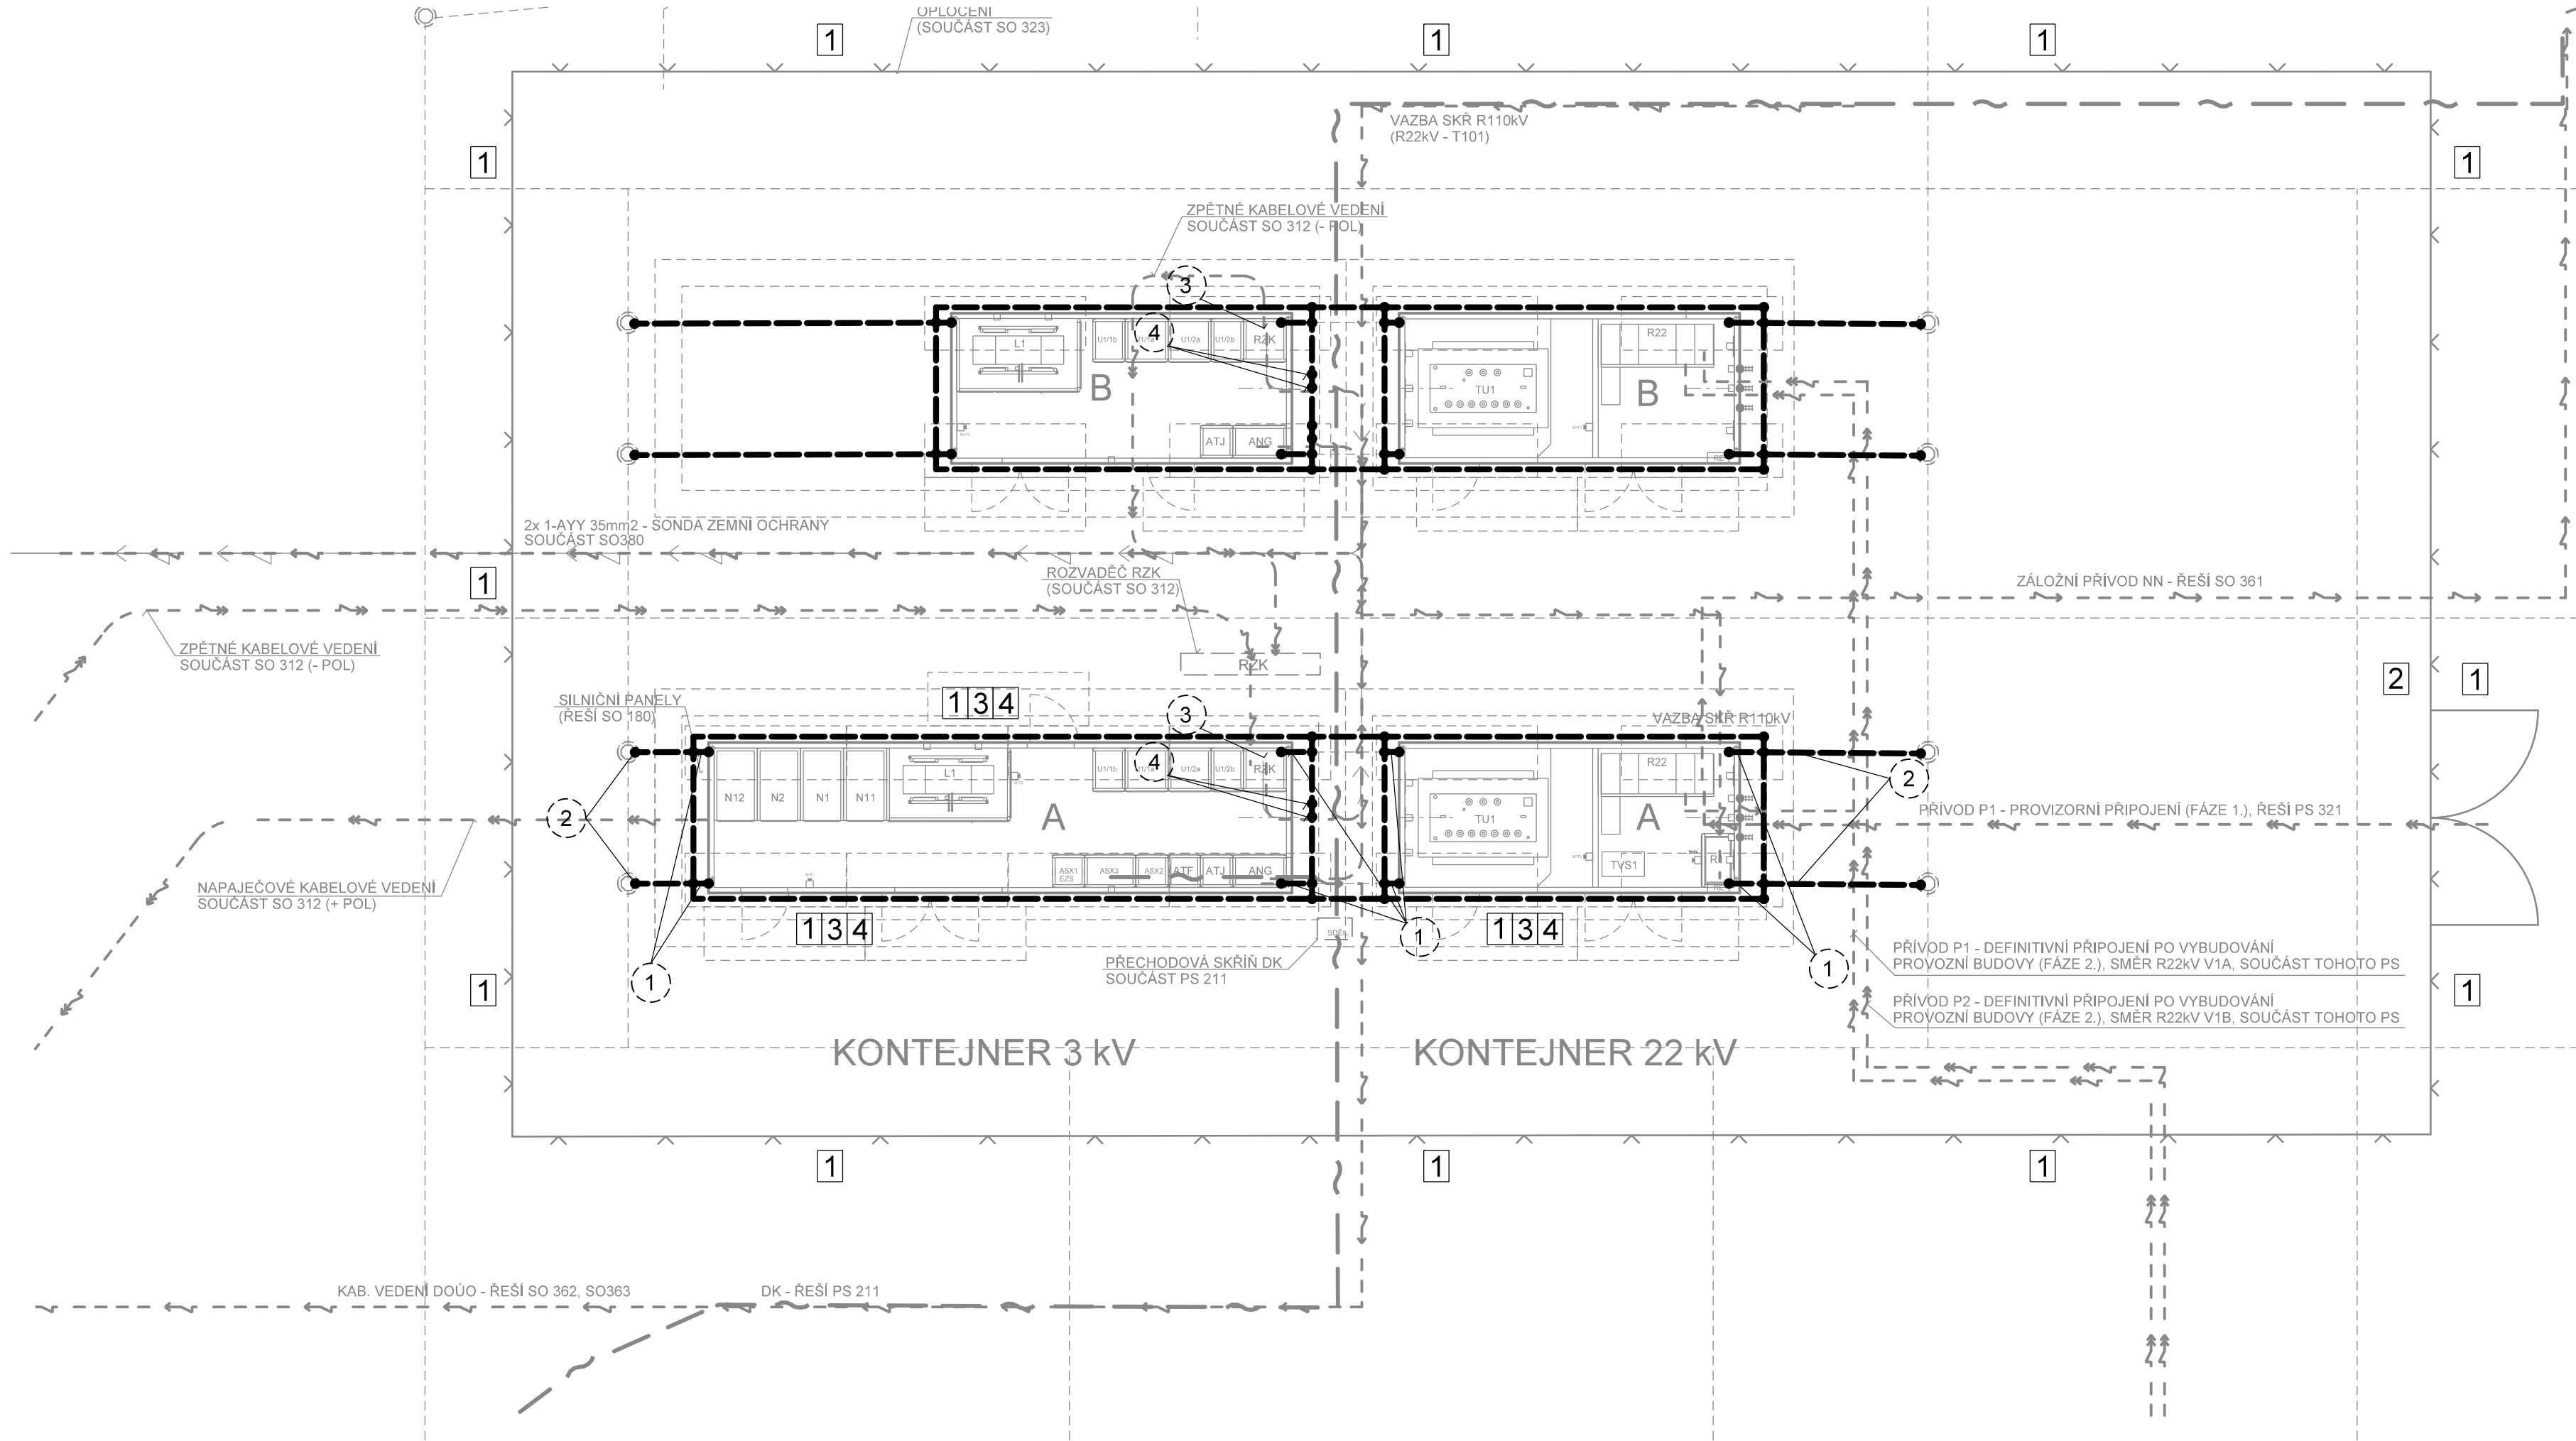 OPLOCENÍ
(SOUČÁST SO 323)
1
1
1
VAZBA SKŘ R110kV
(R22kV - T101)
1
1
ZPĚTNÉ KABELOVÉ VEDENÍ
SOUČÁST SO 312 (- POL)
3
4
L1
U1/1b
U1/1a
U1/2a
U1/2b
RZK
R22
TU1
B
B
ATJ
ANG
RE
2x 1-AYY 35mm2 - SONDA ZEMNÍ OCHRANY
SOUČÁST SO380
1
ROZVADĚČ RZK
(SOUČÁST SO 312)
ZÁLOŽNÍ PŘÍVOD NN - ŘEŠÍ SO 361
ZPĚTNÉ KABELOVÉ VEDENÍ
SOUČÁST SO 312 (- POL)
RZK
2
1
SILNIČNÍ PANELY
(ŘEŠÍ SO 180)
1 3 4
3
VAZBA SKŘ R110kV
4
L1
U1/1b
U1/1a
U1/2a
U1/2b
RZK
R22
2
N12
N2
N1
N11
2
A
TU1
A
PŘÍVOD P1 - PROVIZORNÍ PŘIPOJENÍ (FÁZE 1.), ŘEŠÍ PS 321
NAPAJEČOVÉ KABELOVÉ VEDENÍ
SOUČÁST SO 312 (+ POL)
ASX1
EZS
ASX3
ASX2
ATF
ATJ
ANG
TVS1
RE
1 3 4
SDĚL.
1
1 3 4
1
1
PŘECHODOVÁ SKŘÍŇ DK
SOUČÁST PS 211
PŘÍVOD P1 - DEFINITIVNÍ PŘIPOJENÍ PO VYBUDOVÁNÍ
PROVOZNÍ BUDOVY (FÁZE 2.), SMĚR R22kV V1A, SOUČÁST TOHOTO PS
1
1
PŘÍVOD P2 - DEFINITIVNÍ PŘIPOJENÍ PO VYBUDOVÁNÍ
PROVOZNÍ BUDOVY (FÁZE 2.), SMĚR R22kV V1B, SOUČÁST TOHOTO PS
KONTEJNER 3 kV
KONTEJNER 22 kV
1
1
1
KAB. VEDENÍ DOÚO - ŘEŠÍ SO 362, SO363
DK - ŘEŠÍ PS 211